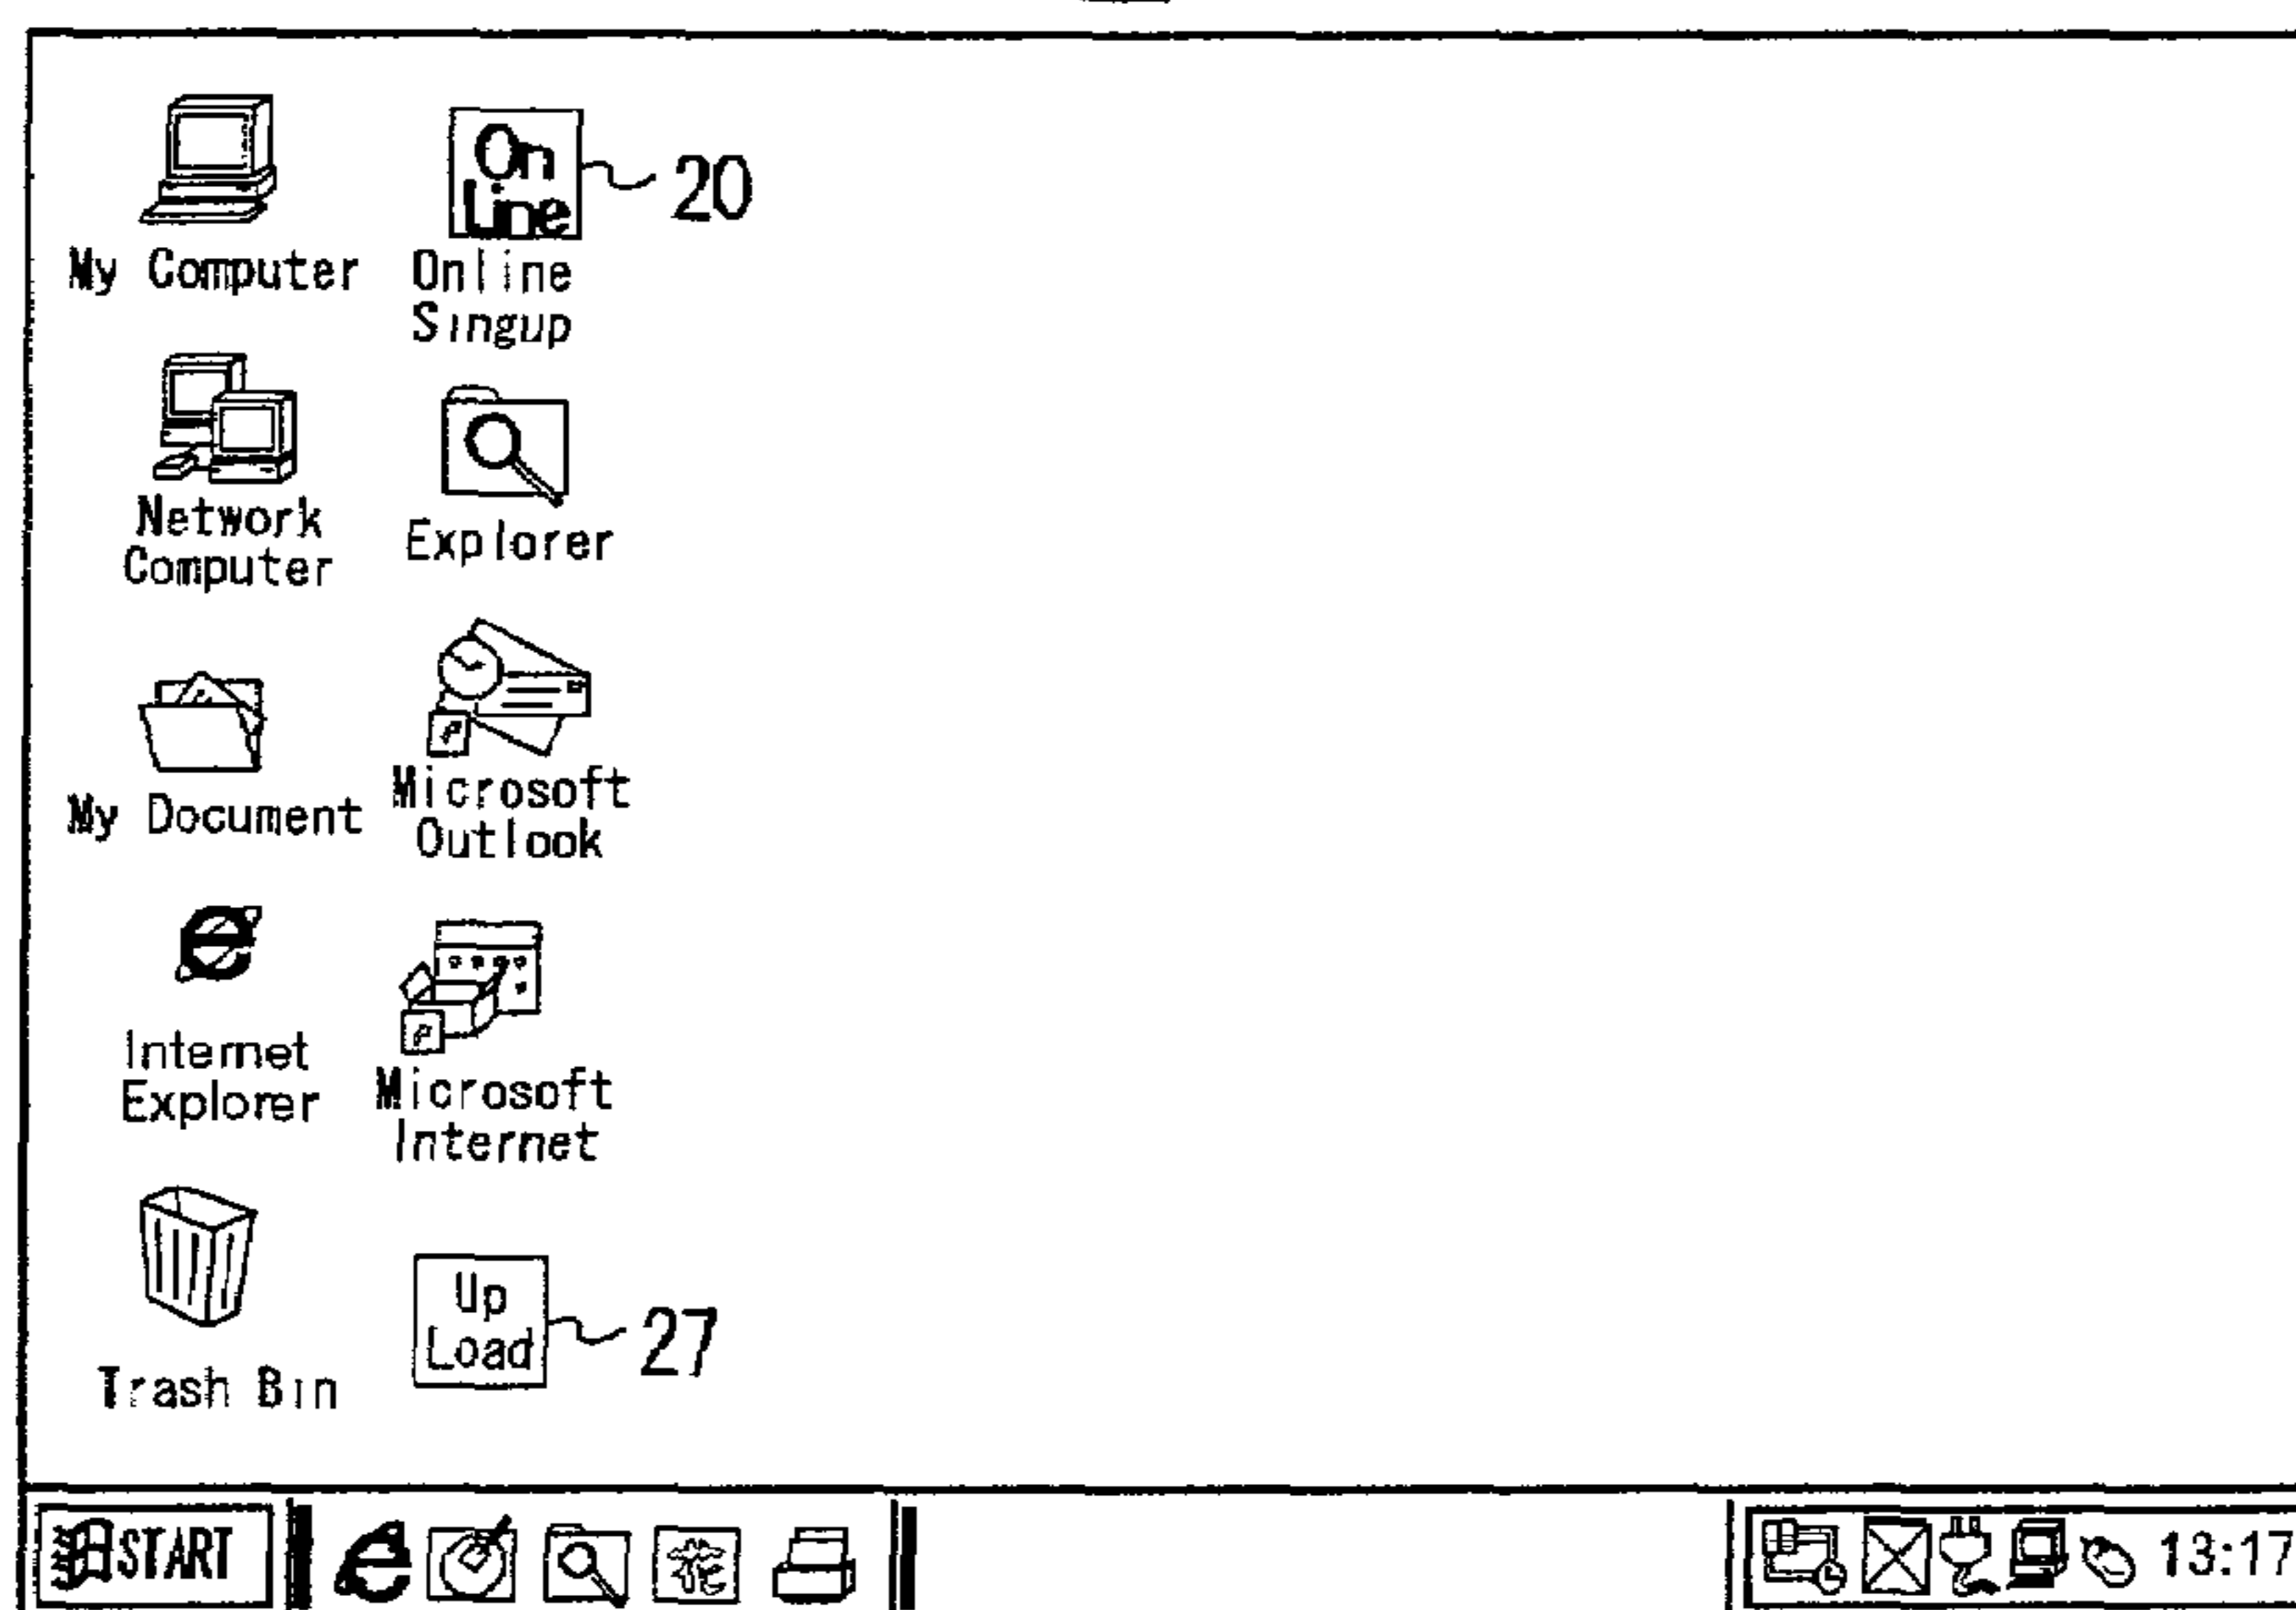 On
Line
20
My Computer
Online
Singup
Network
Computer
Explorer
My Document
Microsoft
Outlook
Internet
Explorer
Microsoft
Internet
Up
Load
27
Trash Bin
START
13:17